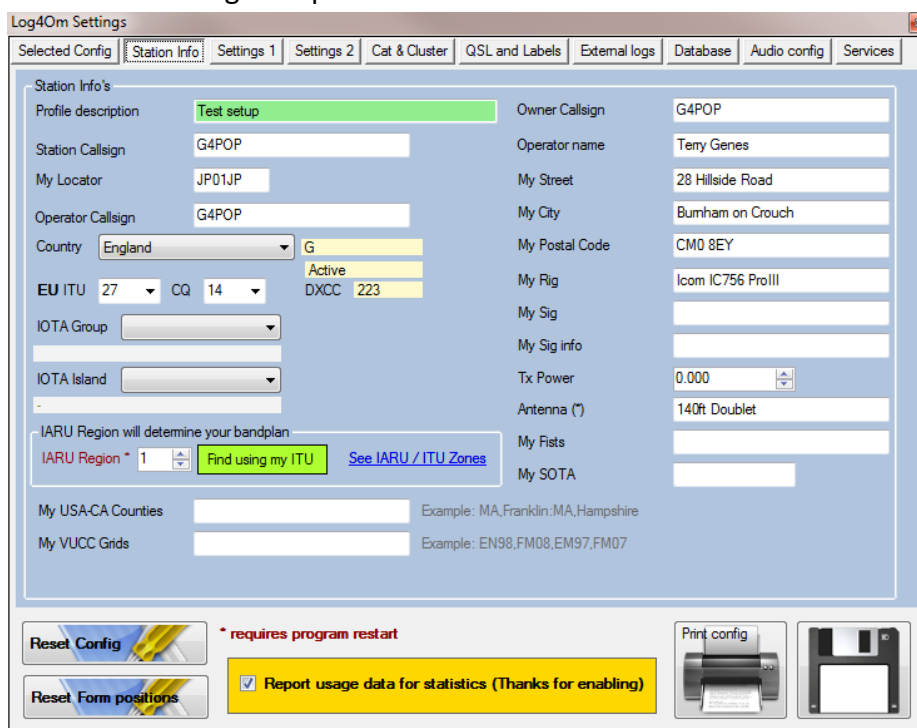 Log4Om Settings
Selected Config Station Info Settings 1 Settings 2 Cat & Cluster QSL and Labels External logs Database Audio config Services
Station Info's
Profile description Test setup
Station Callsign G4POP
My Locator JP01JP
Operator Callsign G4POP
Country England G
Active
EU ITU 27 CQ 14 DXCC 223
IOTA Group
IOTA Island
-
IARU Region will determine your bandplan
IARU Region * 1 Find using my ITU See IARU / ITU Zones
Owner Callsign G4POP
Operator name Terry Genes
My Street 28 Hillside Road
My City Burnham on Crouch
My Postal Code CM0 8EY
My Rig Icom IC756 ProIII
My Sig
My Sig info
Tx Power 0.000
Antenna (*) 140ft Doublet
My Fists
My SOTA
My USA-CA Counties Example: MA,Franklin:MA,Hampshire
My VUCC Grids Example: EN98,FM08,EM97,FM07
Reset Config
Reset Form positions
* requires program restart
Report usage data for statistics (Thanks for enabling)
Print config